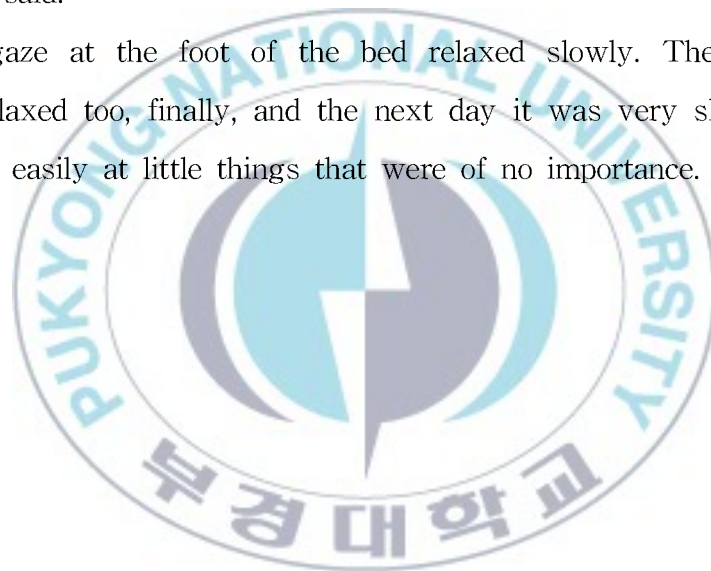 said.
gaze at the foot of the bed relaxed slowly. The
laxed too, finally, and the next day it was very sl
easily at little things that were of no importance.
PUKYONG NATIONAL UNIVERSITY
부경대학교